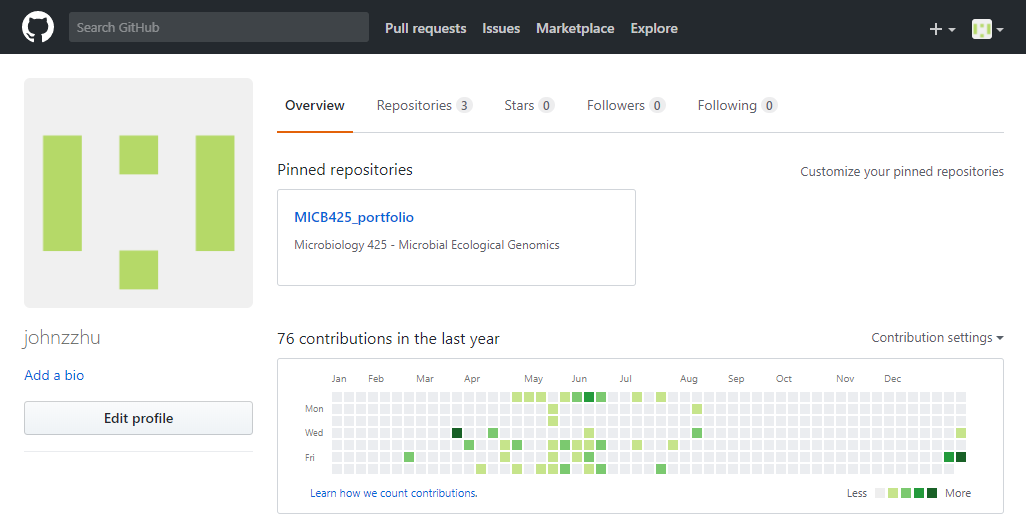 Search GitHub Pull requests Issues Marketplace Explore
Overview Repositories 3 Stars 0 Followers 0 Following 0
Pinned repositories Customize your pinned repositories
MICB425_portfolio
Microbiology 425 - Microbial Ecological Genomics
johnzzhu
Add a bio
Edit profile
76 contributions in the last year Contribution settings
Jan Feb Mar Apr May Jun Jul Aug Sep Oct Nov Dec
Mon
Wed
Fri
Learn how we count contributions. Less More